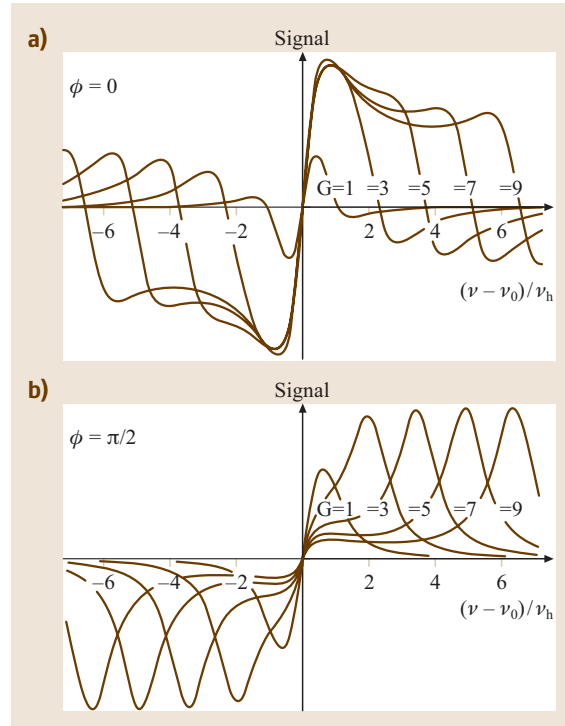 a)
Signal
ϕ = 0
G=1 =3 =5 =7 =9
−6 −4 −2 2 4 6
(ν − ν₀)/νₕ
b)
Signal
ϕ = π/2
G=1 =3 =5 =7 =9
−6 −4 −2 2 4 6
(ν − ν₀)/νₕ